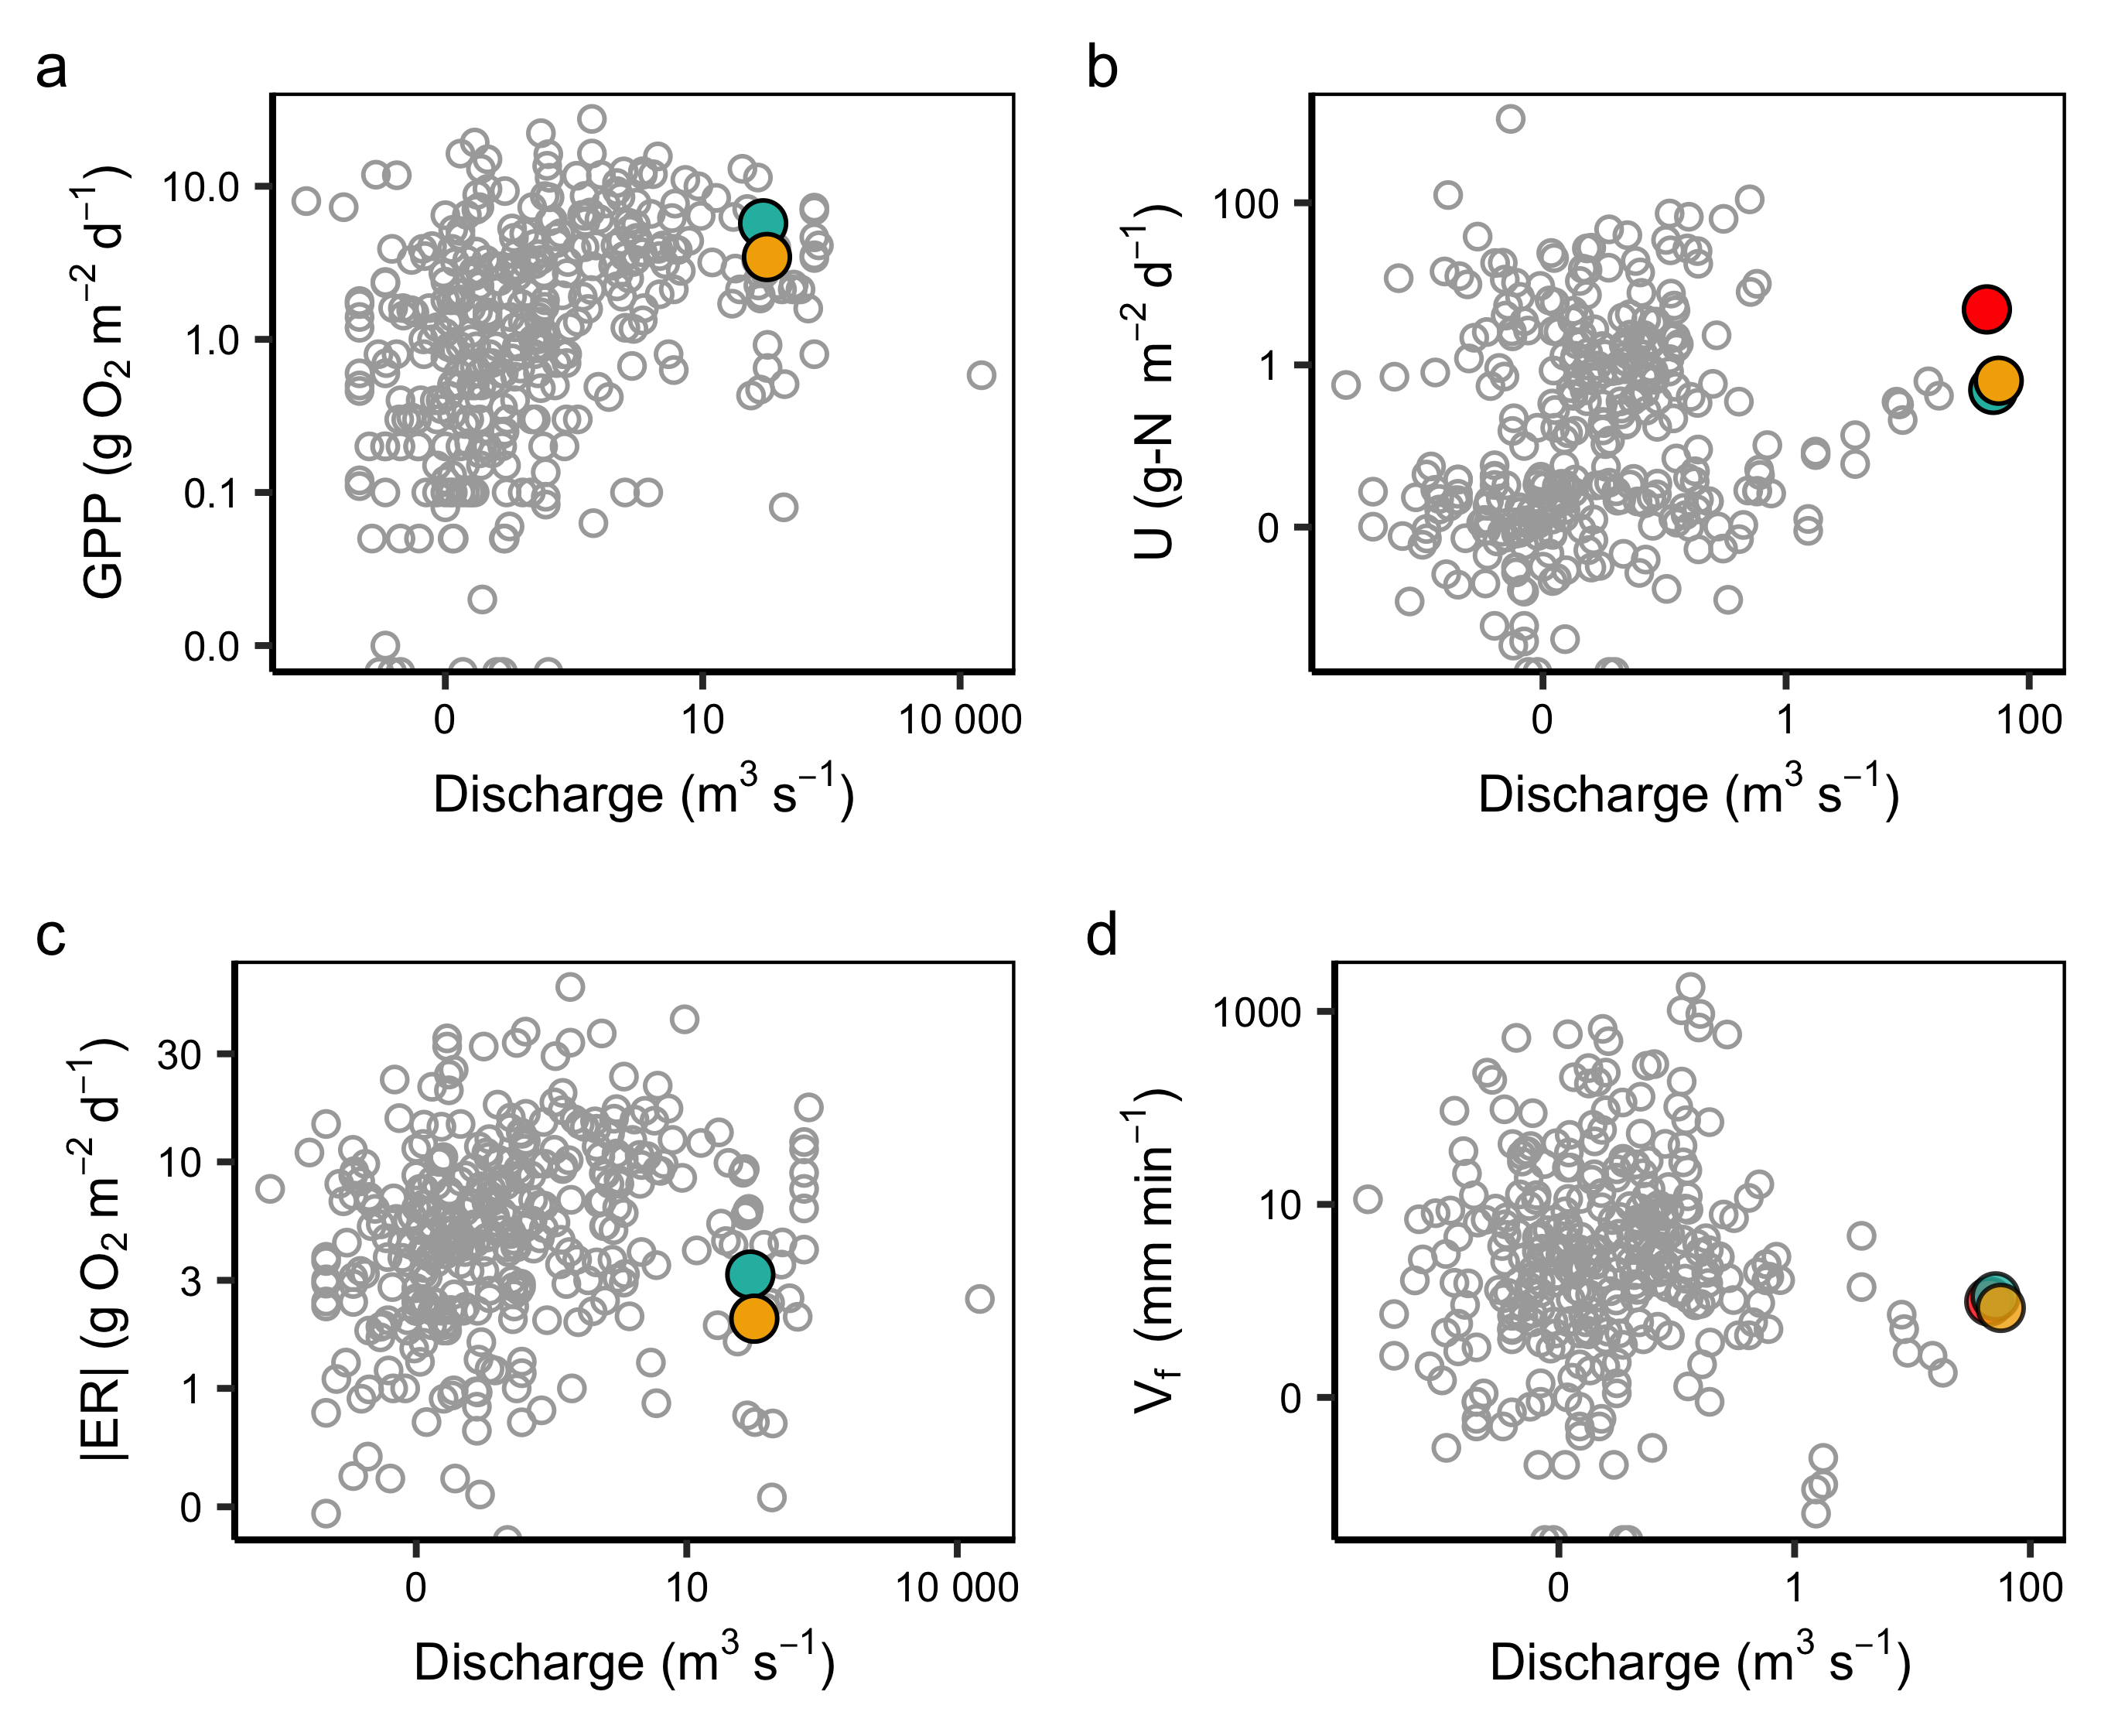 a
GPP (g O₂ m⁻² d⁻¹)
10.0
1.0
0.1
0.0
0 10 10 000
Discharge (m³ s⁻¹)
b
U (g-N m⁻² d⁻¹)
100
1
0
0 1 100
Discharge (m³ s⁻¹)
c
|ER| (g O₂ m⁻² d⁻¹)
30
10
3
1
0
0 10 10 000
Discharge (m³ s⁻¹)
d
V_f (mm min⁻¹)
1000
10
0
0 1 100
Discharge (m³ s⁻¹)